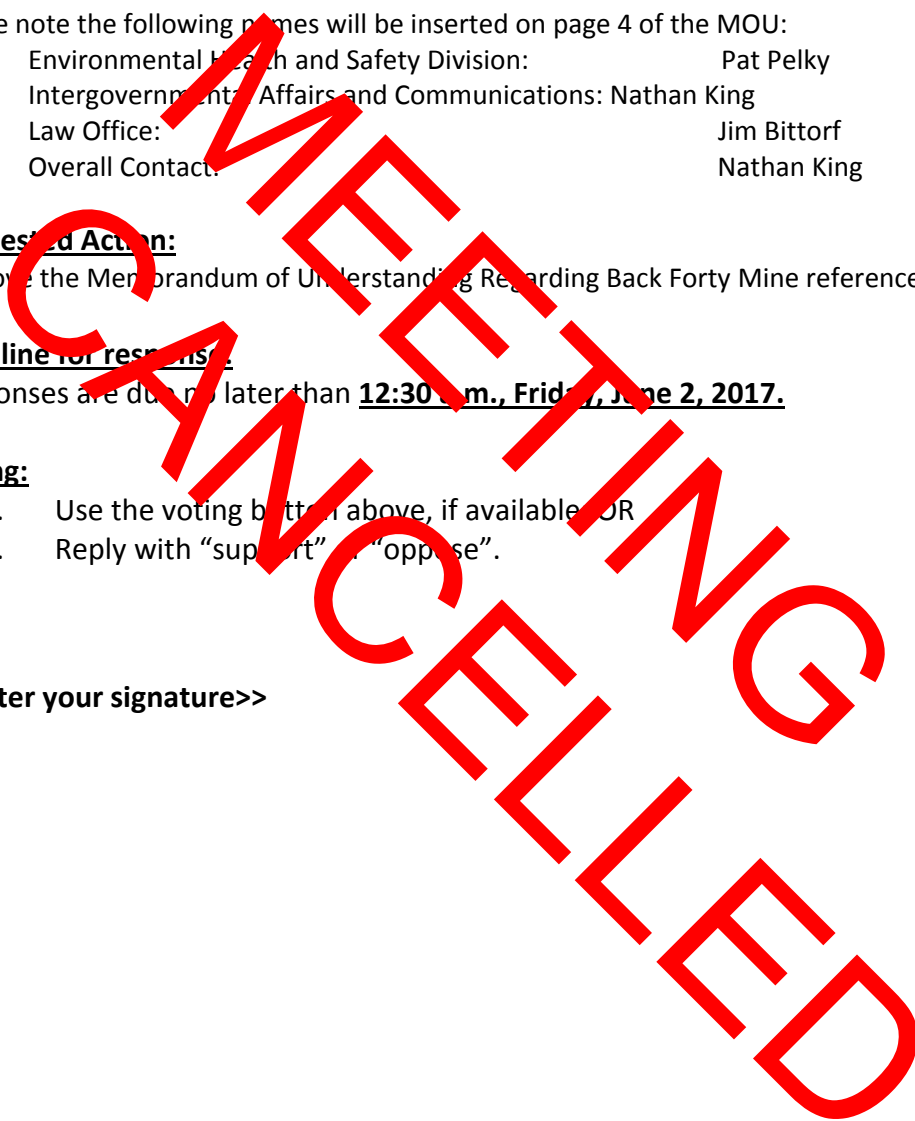 e note the following names will be inserted on page 4 of the MOU:
Environmental Health and Safety Division: Pat Pelky
Intergovernmental Affairs and Communications: Nathan King
Law Office: Jim Bittorf
Overall Contact: Nathan King
ested Action:
ove the Memorandum of Understanding Regarding Back Forty Mine reference
line for response:
onses are due no later than 12:30 a.m., Friday, June 2, 2017.
ng:
. Use the voting button above, if available, OR
. Reply with “support” or “oppose”.
ter your signature>>
MEETING
CANCELLED